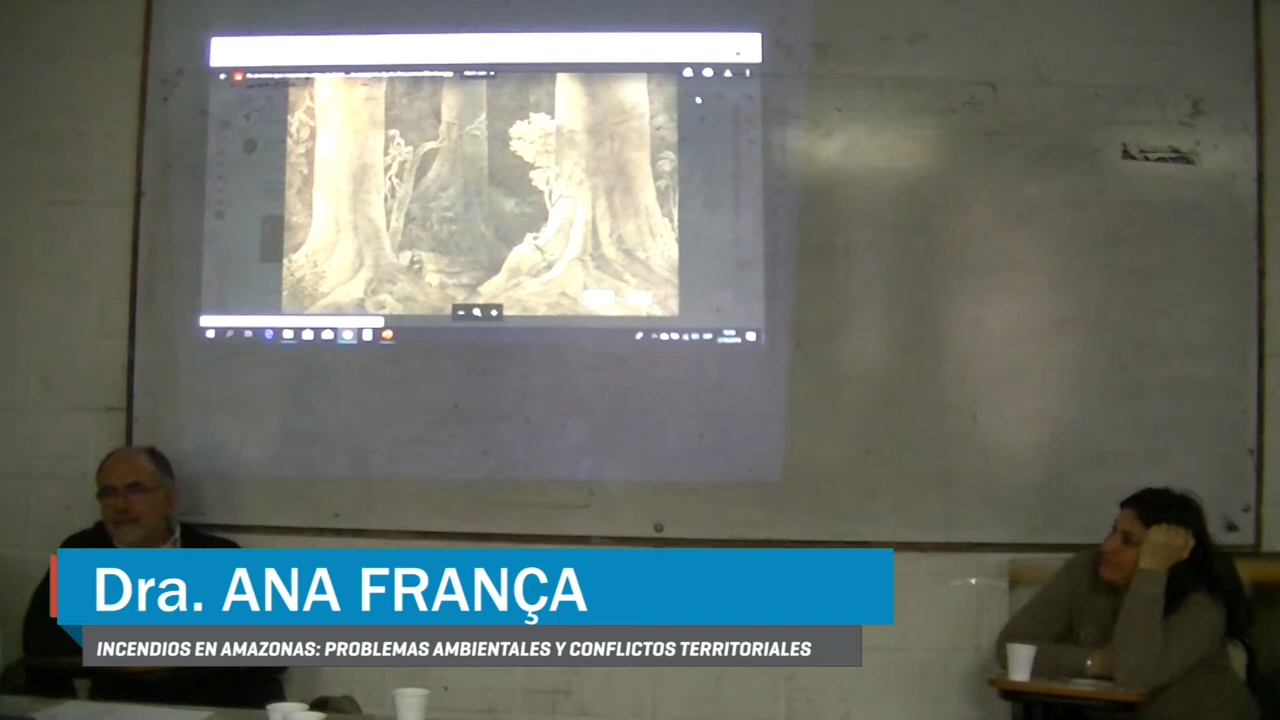 Dra. ANA FRANÇA
INCENDIOS EN AMAZONAS: PROBLEMAS AMBIENTALES Y CONFLICTOS TERRITORIALES